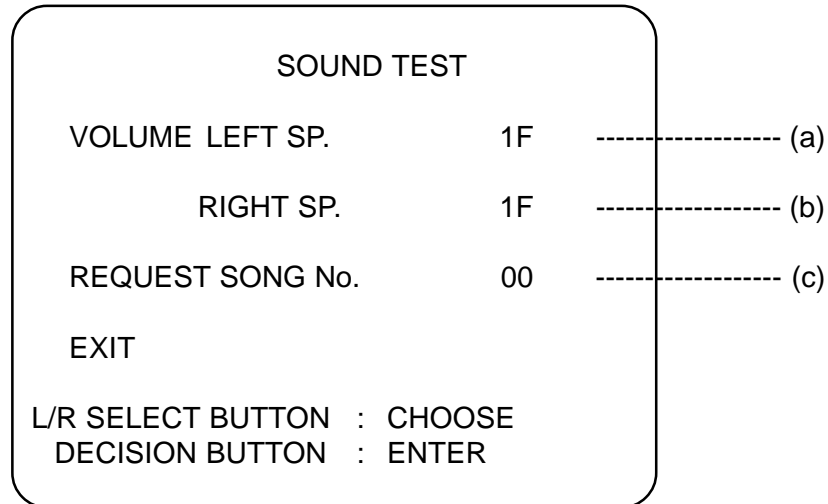 SOUND TEST
VOLUME LEFT SP. 1F ------------------ (a)
RIGHT SP. 1F ------------------ (b)
REQUEST SONG No. 00 ------------------ (c)
EXIT
L/R SELECT BUTTON : CHOOSE
DECISION BUTTON : ENTER